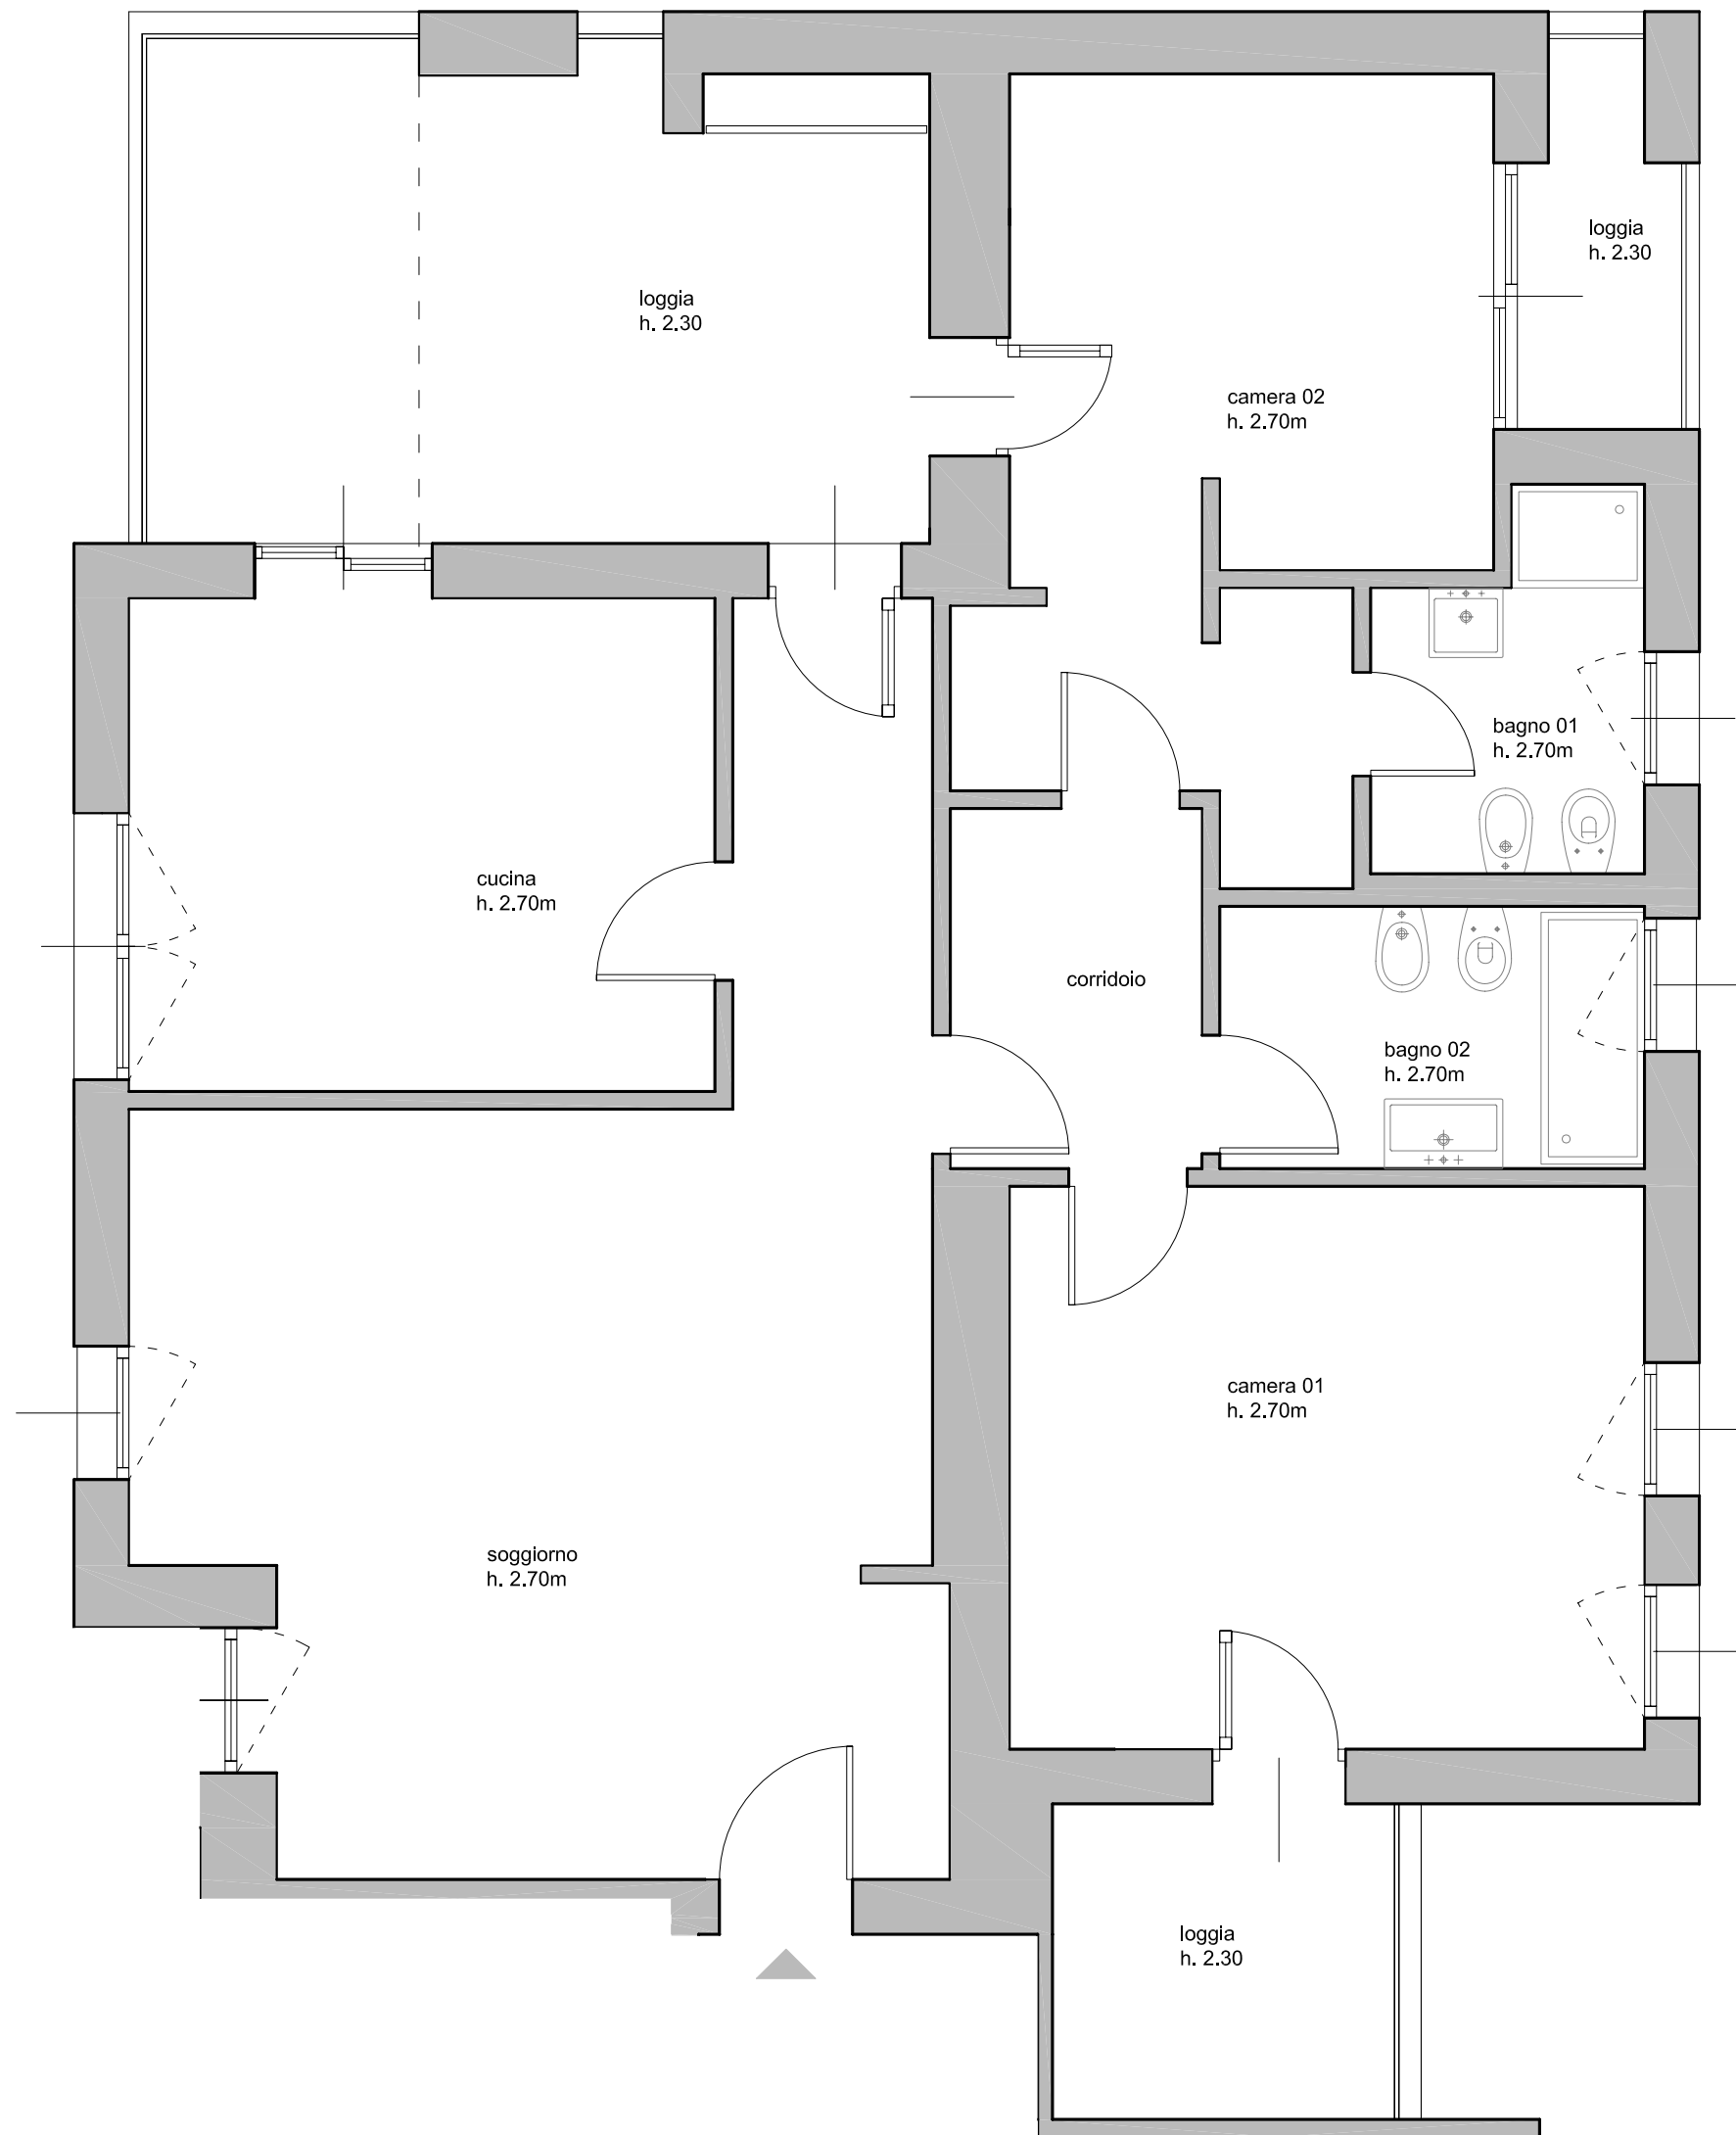 loggia
h. 2.30
loggia
h. 2.30
camera 02
h. 2.70m
bagno 01
h. 2.70m
cucina
h. 2.70m
corridoio
bagno 02
h. 2.70m
camera 01
h. 2.70m
soggiorno
h. 2.70m
loggia
h. 2.30